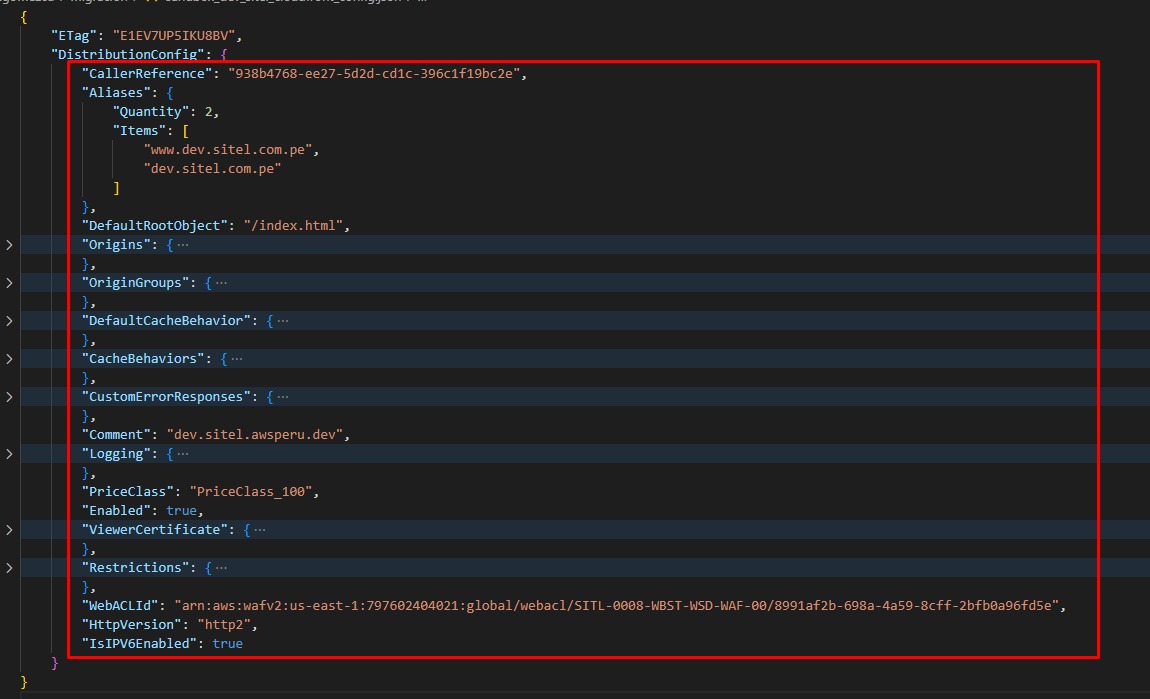 {
"ETag": "E1EV7UP5IKU8BV",
"DistributionConfig": {
"CallerReference": "938b4768-ee27-5d2d-cd1c-396c1f19bc2e",
"Aliases": {
"Quantity": 2,
"Items": [
"www.dev.sitel.com.pe",
"dev.sitel.com.pe"
]
},
"DefaultRootObject": "/index.html",
"Origins": {···
},
"OriginGroups": {···
},
"DefaultCacheBehavior": {···
},
"CacheBehaviors": {···
},
"CustomErrorResponses": {···
},
"Comment": "dev.sitel.awsperu.dev",
"Logging": {···
},
"PriceClass": "PriceClass_100",
"Enabled": true,
"ViewerCertificate": {···
},
"Restrictions": {···
},
"WebACLId": "arn:aws:wafv2:us-east-1:797602404021:global/webacl/SITL-0008-WBST-WSD-WAF-00/8991af2b-698a-4a59-8cff-2bfb0a96fd5e",
"HttpVersion": "http2",
"IsIPV6Enabled": true
}
}